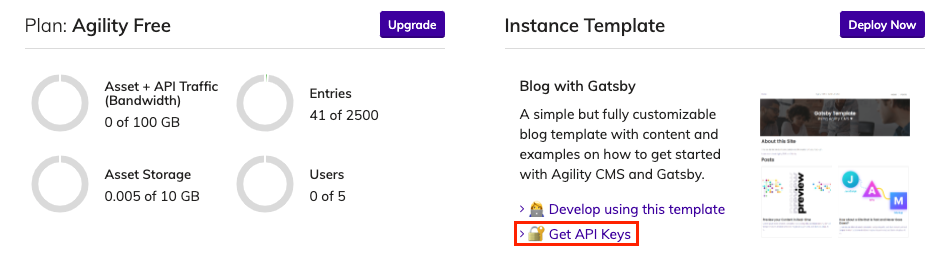 Plan: Agility Free
Upgrade
Asset + API Traffic
(Bandwidth)
0 of 100 GB
Entries
41 of 2500
Asset Storage
0.005 of 10 GB
Users
0 of 5
Instance Template
Deploy Now
Blog with Gatsby
A simple but fully customizable
blog template with content and
examples on how to get started
with Agility CMS and Gatsby.
> Develop using this template
> Get API Keys
Gatsby Template
About this Site
Posts
preview
J
A
M